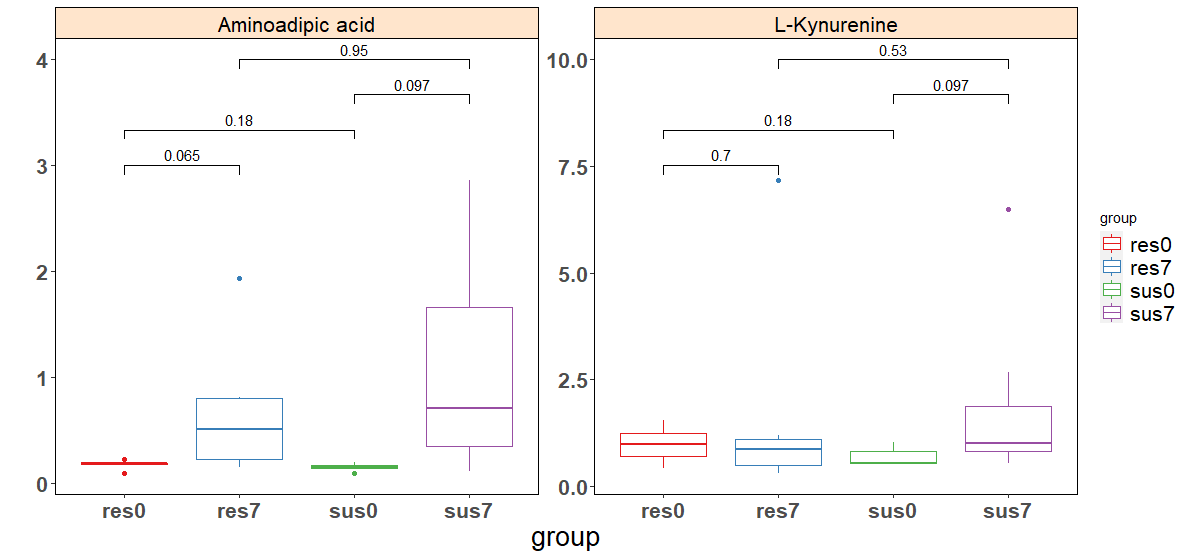 Aminoadipic acid
L-Kynurenine
4
3
2
1
0
0.95
0.097
0.18
0.065
res0
res7
sus0
sus7
10.0
7.5
5.0
2.5
0.0
0.53
0.097
0.18
0.7
res0
res7
sus0
sus7
group
group
res0
res7
sus0
sus7